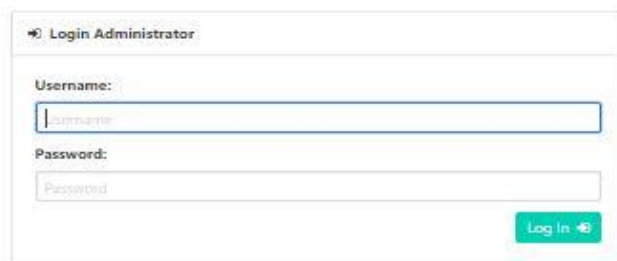 Login Administrator
Username:
Username
Password:
Password
Log In